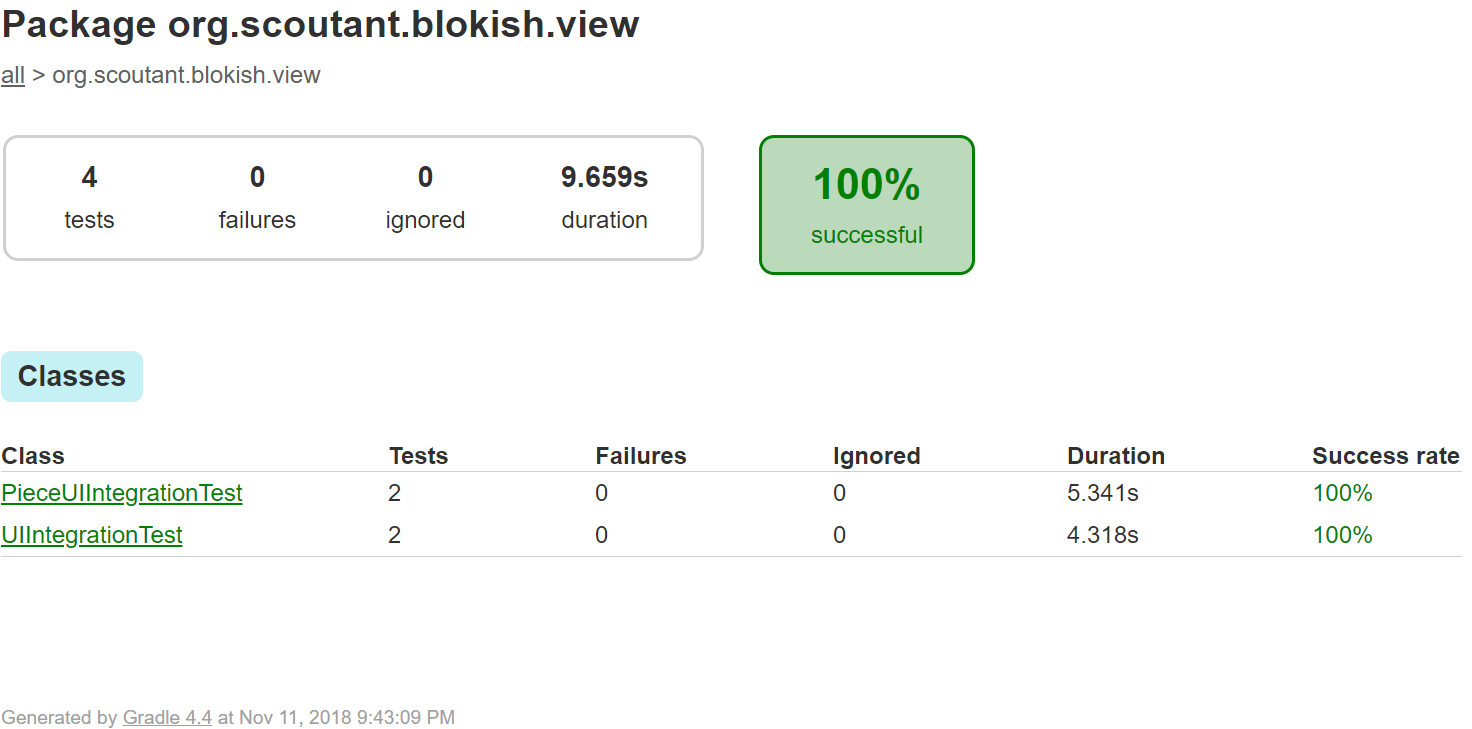 Package org.scoutant.blokish.view
all > org.scoutant.blokish.view
4 0 0 9.659s
tests failures ignored duration
100%
successful
Classes
Class Tests Failures Ignored Duration Success rate
PieceUIIntegrationTest 2 0 0 5.341s 100%
UIIntegrationTest 2 0 0 4.318s 100%
Generated by Gradle 4.4 at Nov 11, 2018 9:43:09 PM